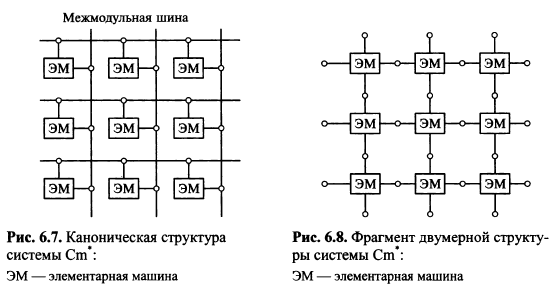 Межмодульная шина
ЭМ ЭМ ЭМ
ЭМ ЭМ ЭМ
ЭМ ЭМ ЭМ
Рис. 6.7. Каноническая структура
системы Cm*:
ЭМ — элементарная машина
ЭМ ЭМ ЭМ
ЭМ ЭМ ЭМ
ЭМ ЭМ ЭМ
Рис. 6.8. Фрагмент двумерной структу-
ры системы Cm*:
ЭМ — элементарная машина